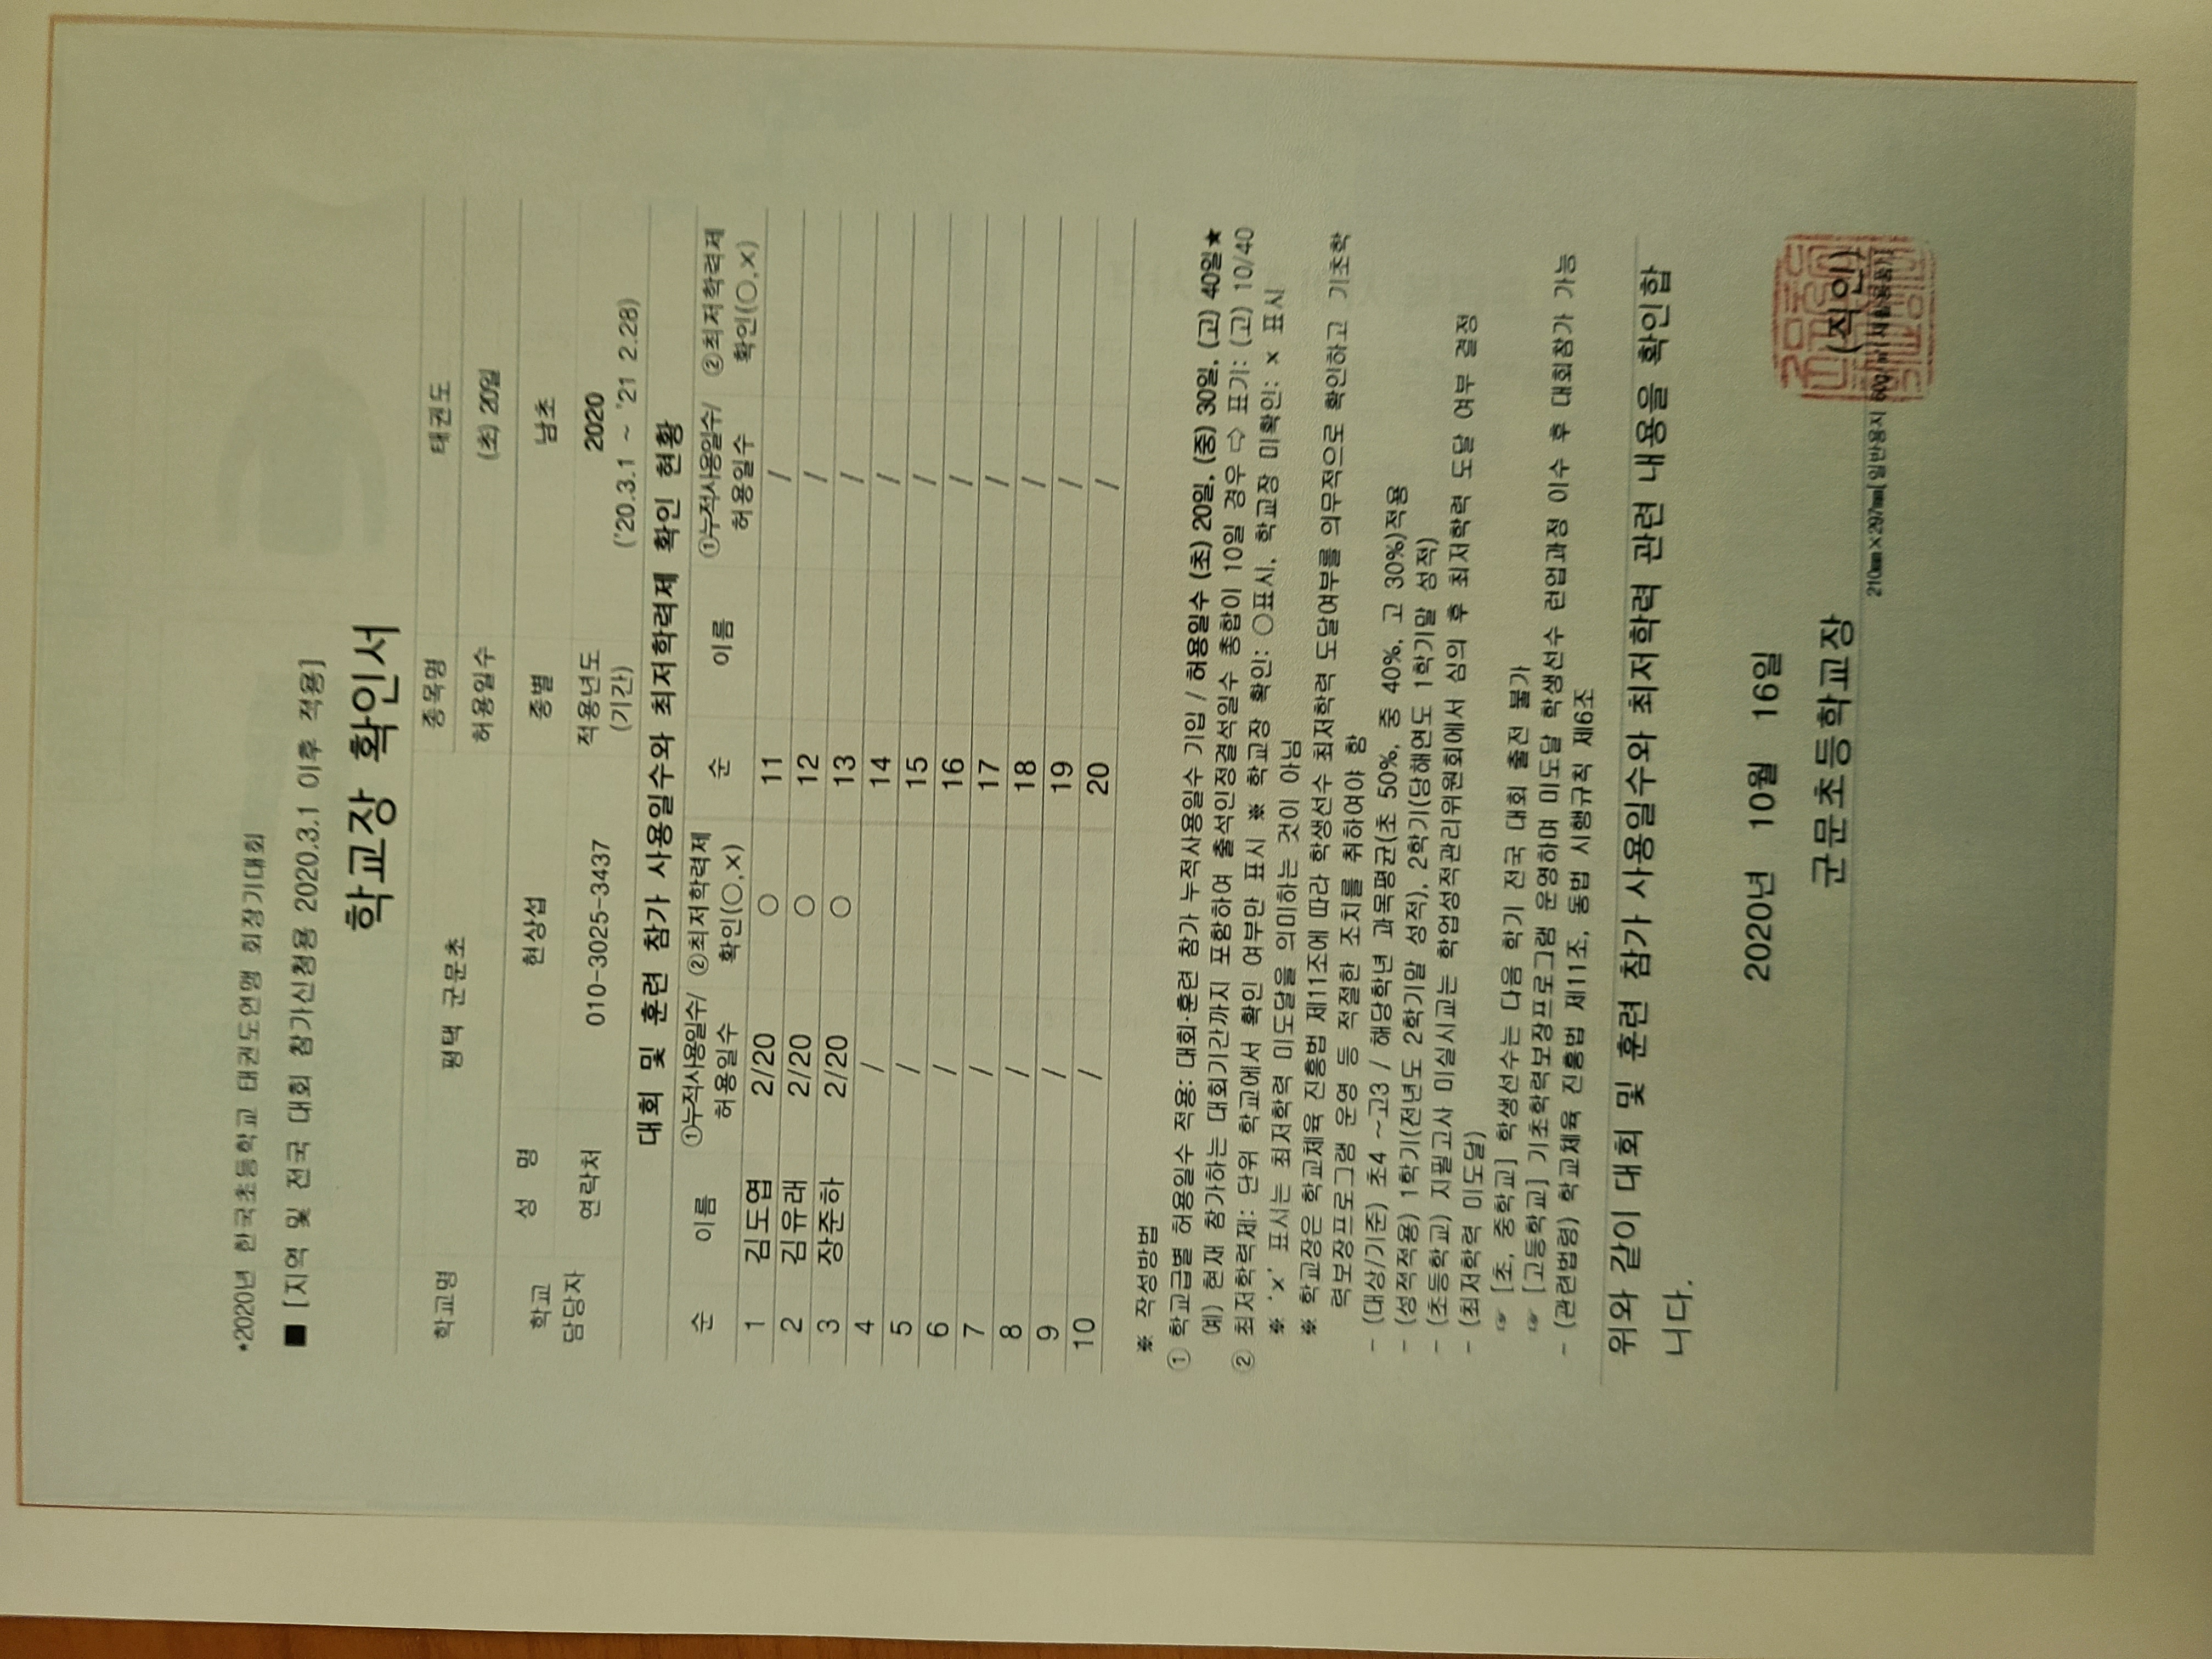 *2020년 한국초등학교 태권도연맹 회장기대회
■ [지역 및 전국 대회 참가신청용 2020.3.1 이후 적용]
학교장 확인서
학교명 평택 군문초 종목명 태권도
허용일수 (초) 20일
학교 담당자 성 명 현상섭 종별 남초
연락처 010-3025-3437 적용년도 (기간) 2020
('20.3.1 ~ '21 2.28)
대회 및 훈련 참가 사용일수와 최저학력제 확인 현황
순 이름 ①누적사용일수/ 허용일수 ②최저학력제 확인(○,×) 순 이름 ①누적사용일수/ 허용일수 ②최저학력제 확인(○,×)
1 김도엽 2/20 ○ 11 /
2 김유래 2/20 ○ 12 /
3 장준하 2/20 ○ 13 /
4 / 14 /
5 / 15 /
6 / 16 /
7 / 17 /
8 / 18 /
9 / 19 /
10 / 20 /
※ 작성방법
① 학교급별 허용일수 적용: 대회·훈련 참가 누적사용일수 기입 / 허용일수 (초) 20일, (중) 30일, (고) 40일★
예) 현재 참가하는 대회기간까지 포함하여 출석인정결석일수 총합이 10일 경우 ⇨ 표기: (고) 10/40
② 최저학력제: 단위 학교에서 확인 여부만 표시 ※ 학교장 확인: ○표시, 학교장 미확인: × 표시
※ '×' 표시는 최저학력 미도달을 의미하는 것이 아님
※ 학교장은 학교체육 진흥법 제11조에 따라 학생선수 최저학력 도달여부를 의무적으로 확인하고 기초학
력보장프로그램 운영 등 적절한 조치를 취하여야 함
- (대상/기준) 초4 ~고3 / 해당학년 과목평균(초 50%, 중 40%, 고 30%)적용
- (성적적용) 1학기(전년도 2학기말 성적), 2학기(당해연도 1학기말 성적)
- (초등학교) 지필고사 미실시교는 학업성적관리위원회에서 심의 후 최저학력 도달 여부 결정
- (최저학력 미도달)
☞ [초, 중학교] 학생선수는 다음 학기 전국 대회 출전 불가
☞ [고등학교] 기초학력보장프로그램 운영하며 미도달 학생선수 런업과정 이수 후 대회참가 가능
- (관련법령) 학교체육 진흥법 제11조, 동법 시행규칙 제6조
위와 같이 대회 및 훈련 참가 사용일수와 최저학력 관련 내용을 확인합
니다.
2020년 10월 16일
군문초등학교장 (직인)
210㎜×297㎜[일반용지 60g/㎡(재활용품)]